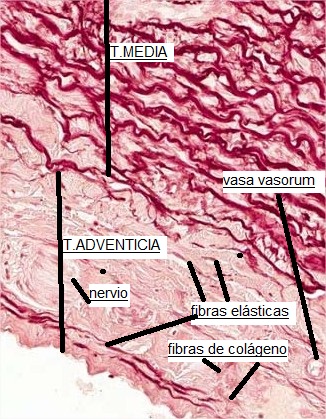 T.MEDIA
vasa vasorum
T.ADVENTICIA
nervio
fibras elásticas
fibras de colágeno